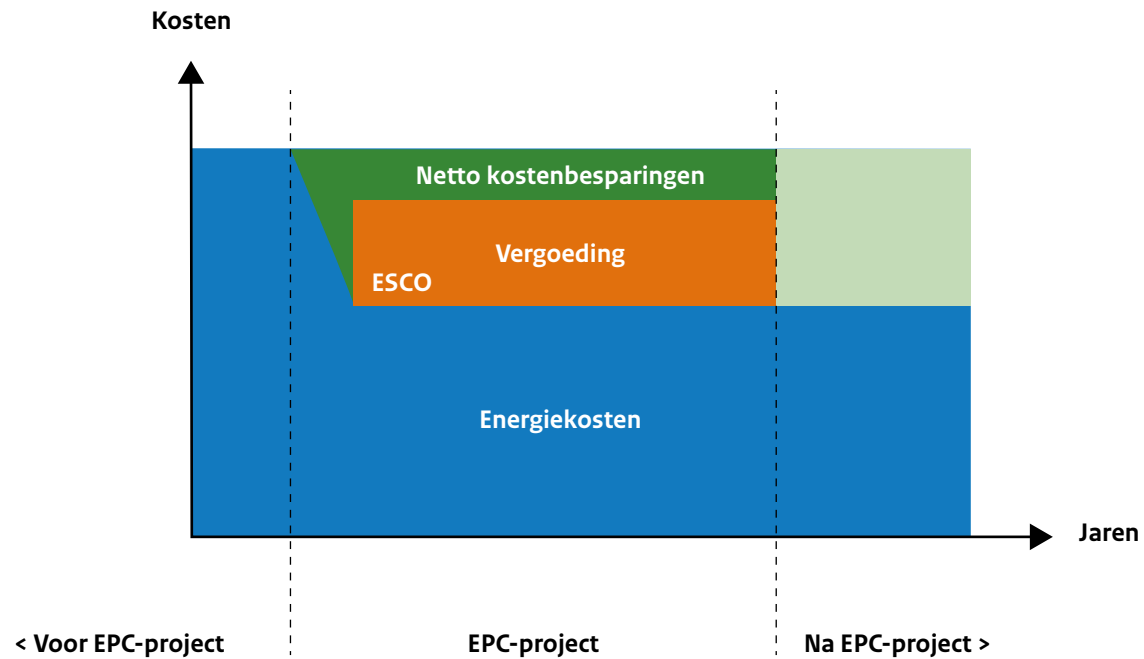 Kosten
Netto kostenbesparingen
Vergoeding
ESCO
Energiekosten
Jaren
< Voor EPC-project
EPC-project
Na EPC-project >